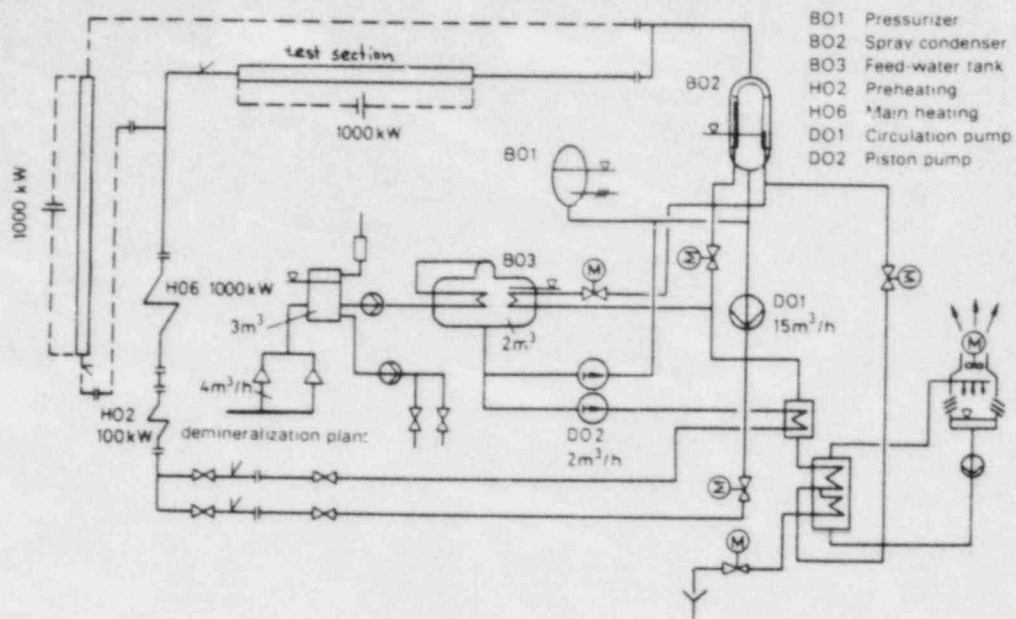 BO1 Pressurizer
BO2 Spray condenser
BO3 Feed-water tank
HO2 Preheating
HO6 Main heating
DO1 Circulation pump
DO2 Piston pump
test section
1000 kW
1000 kW
BO2
BO1
BO3
HO6 1000 kW
3m³
2m³
DO1
15m³/h
4m³/h
HO2
100 kW
demineralization plant
DO2
2m³/h
M
M
M
M
M
M